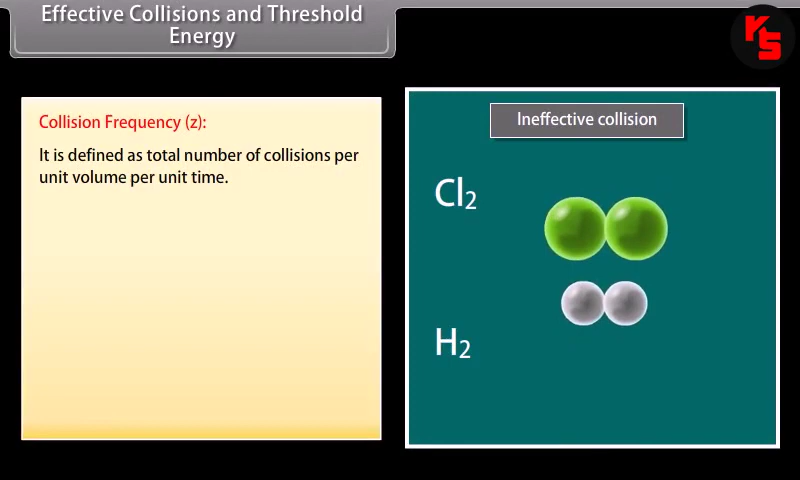 Effective Collisions and Threshold
Energy
KS
Collision Frequency (z):
It is defined as total number of collisions per
unit volume per unit time.
Ineffective collision
Cl2
H2